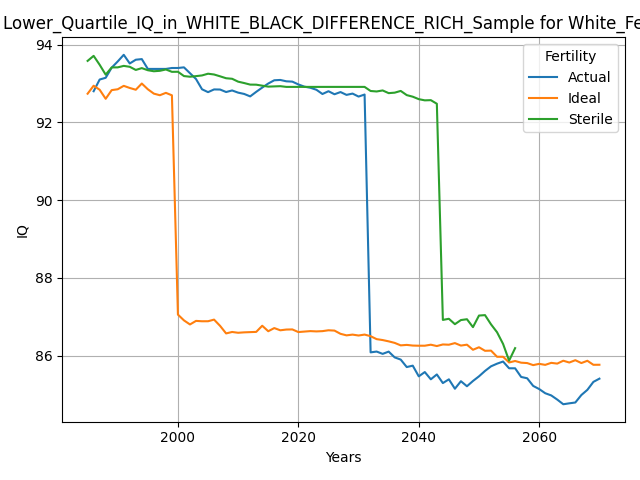 Lower_Quartile_IQ_in_WHITE_BLACK_DIFFERENCE_RICH_Sample for White_Fe
94
92
90
88
86
IQ
Fertility
Actual
Ideal
Sterile
2000
2020
2040
2060
Years